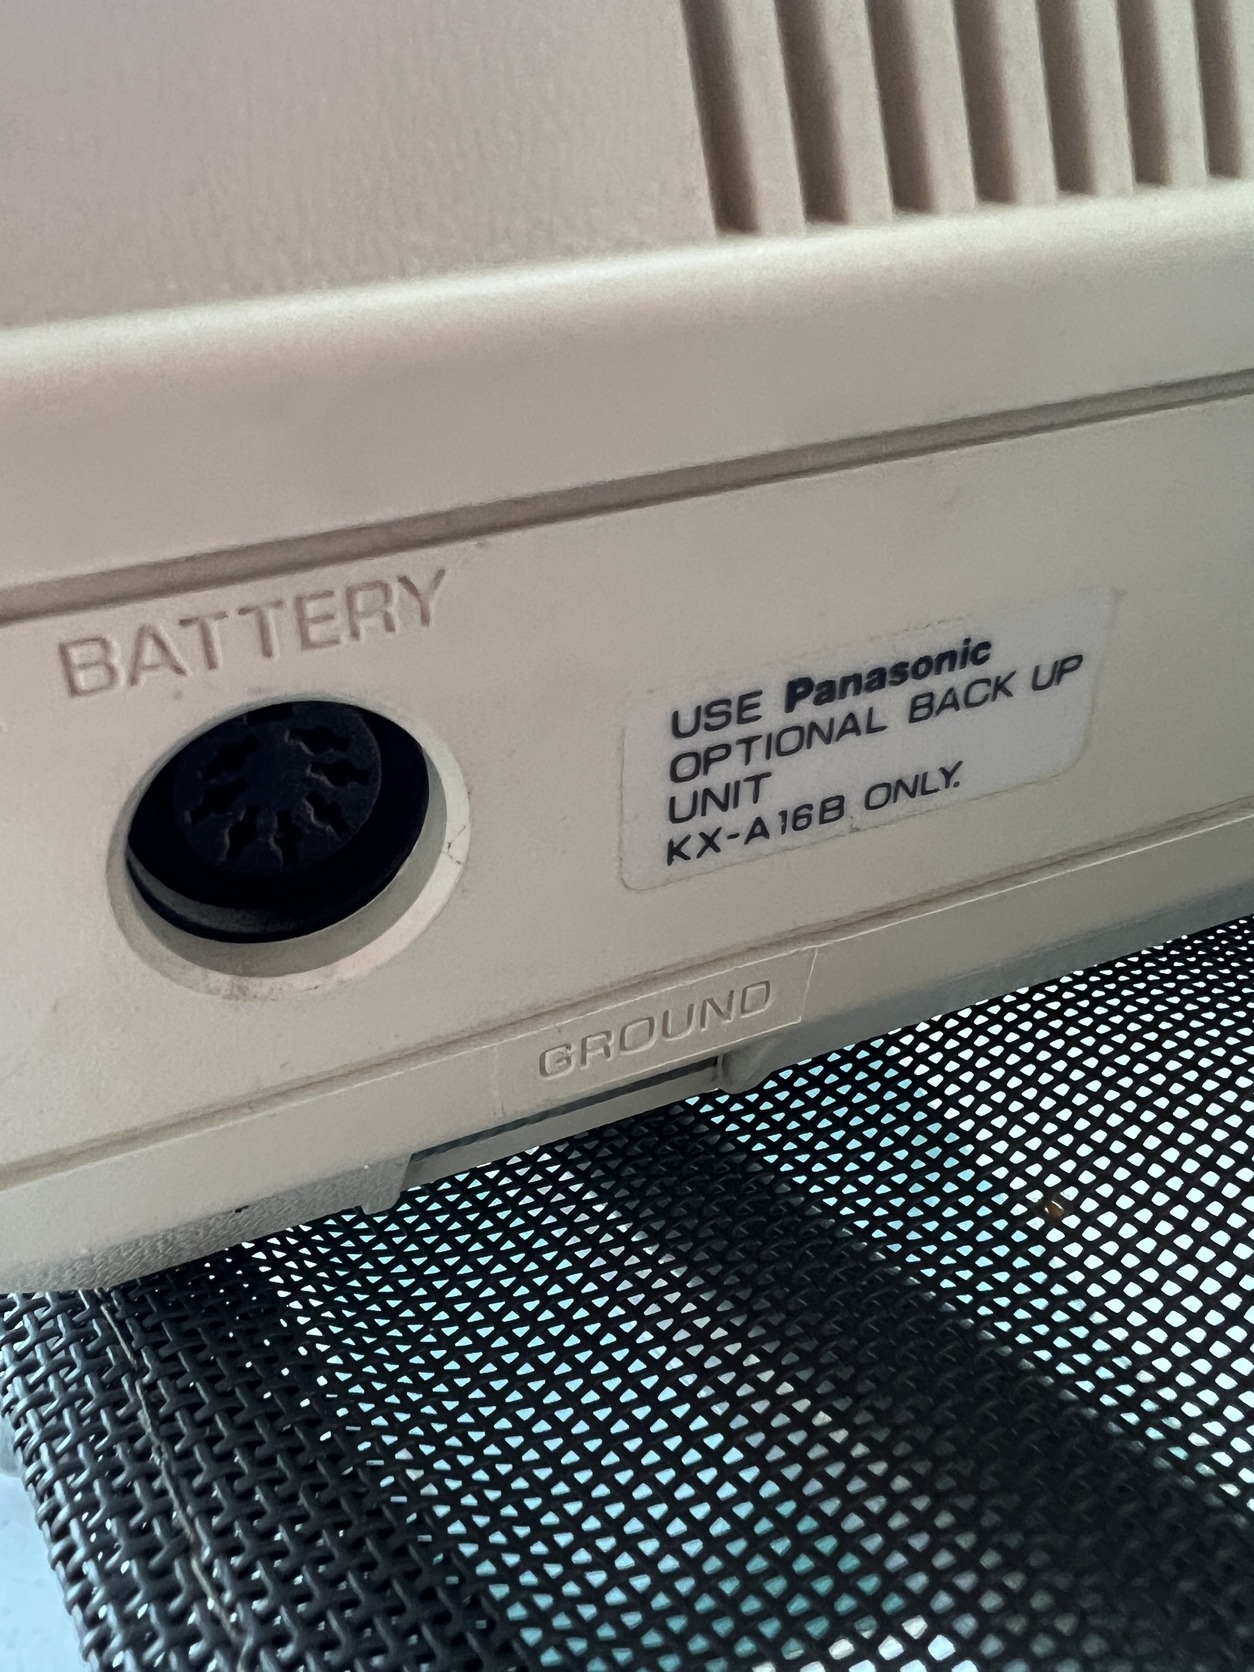 BATTERY
USE Panasonic
OPTIONAL BACK UP
UNIT
KX-A16B ONLY.
GROUND